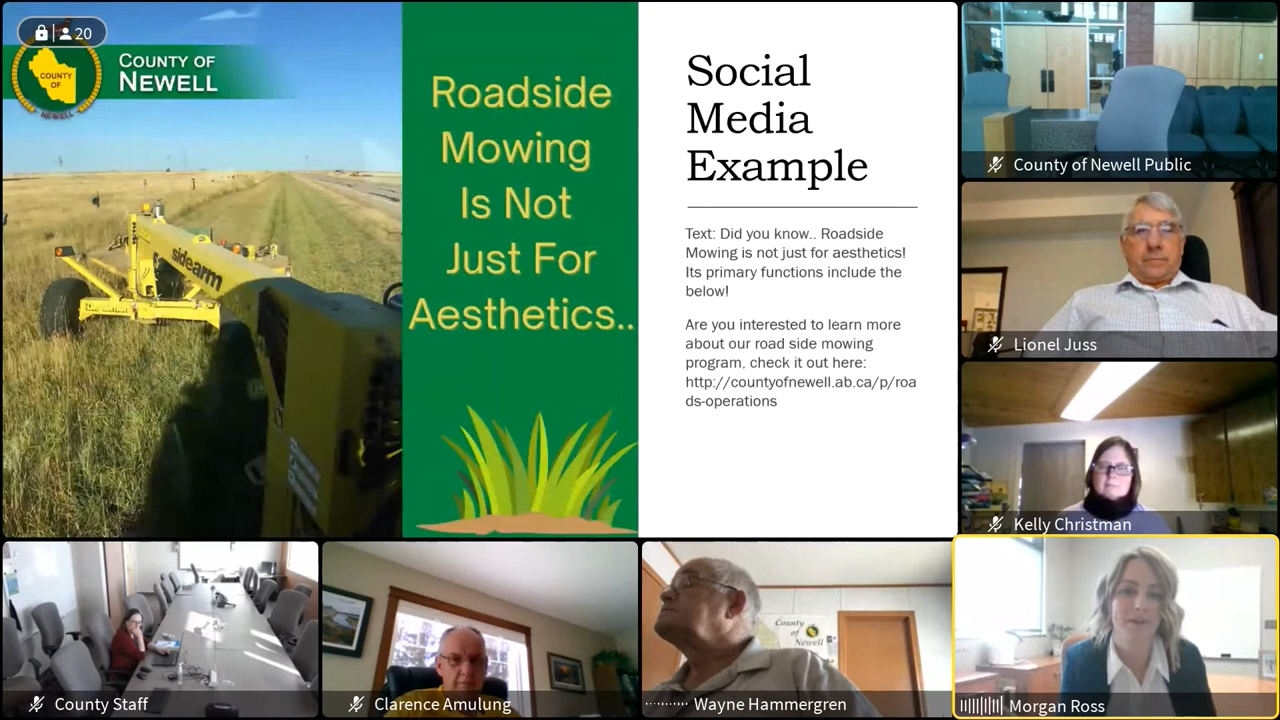 20
COUNTY OF
NEWELL
COUNTY
OF
NEWELL
sidearm
Roadside
Mowing
Is Not
Just For
Aesthetics..
Social
Media
Example
Text: Did you know.. Roadside
Mowing is not just for aesthetics!
Its primary functions include the
below!
Are you interested to learn more
about our road side mowing
program, check it out here:
http://countyofnewell.ab.ca/p/roa
ds-operations
County of Newell Public
Lionel Juss
Kelly Christman
County Staff
Clarence Amulung
County
of
Newell
Wayne Hammergren
Morgan Ross